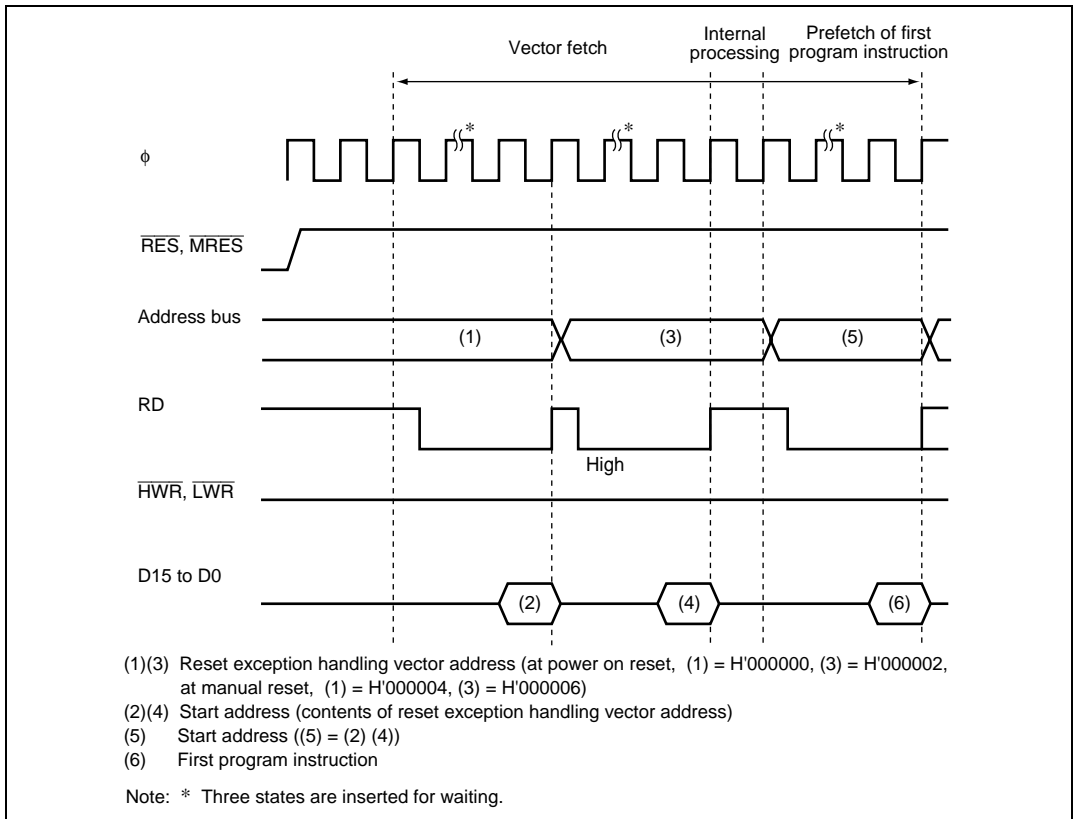 Vector fetch
Internal
processing
Prefetch of first
program instruction
*
*
*
ϕ
RES, MRES
Address bus
(1)
(3)
(5)
RD
High
HWR, LWR
D15 to D0
(2)
(4)
(6)
(1)(3) Reset exception handling vector address (at power on reset, (1) = H'000000, (3) = H'000002,
at manual reset, (1) = H'000004, (3) = H'000006)
(2)(4) Start address (contents of reset exception handling vector address)
(5) Start address ((5) = (2) (4))
(6) First program instruction
Note: * Three states are inserted for waiting.